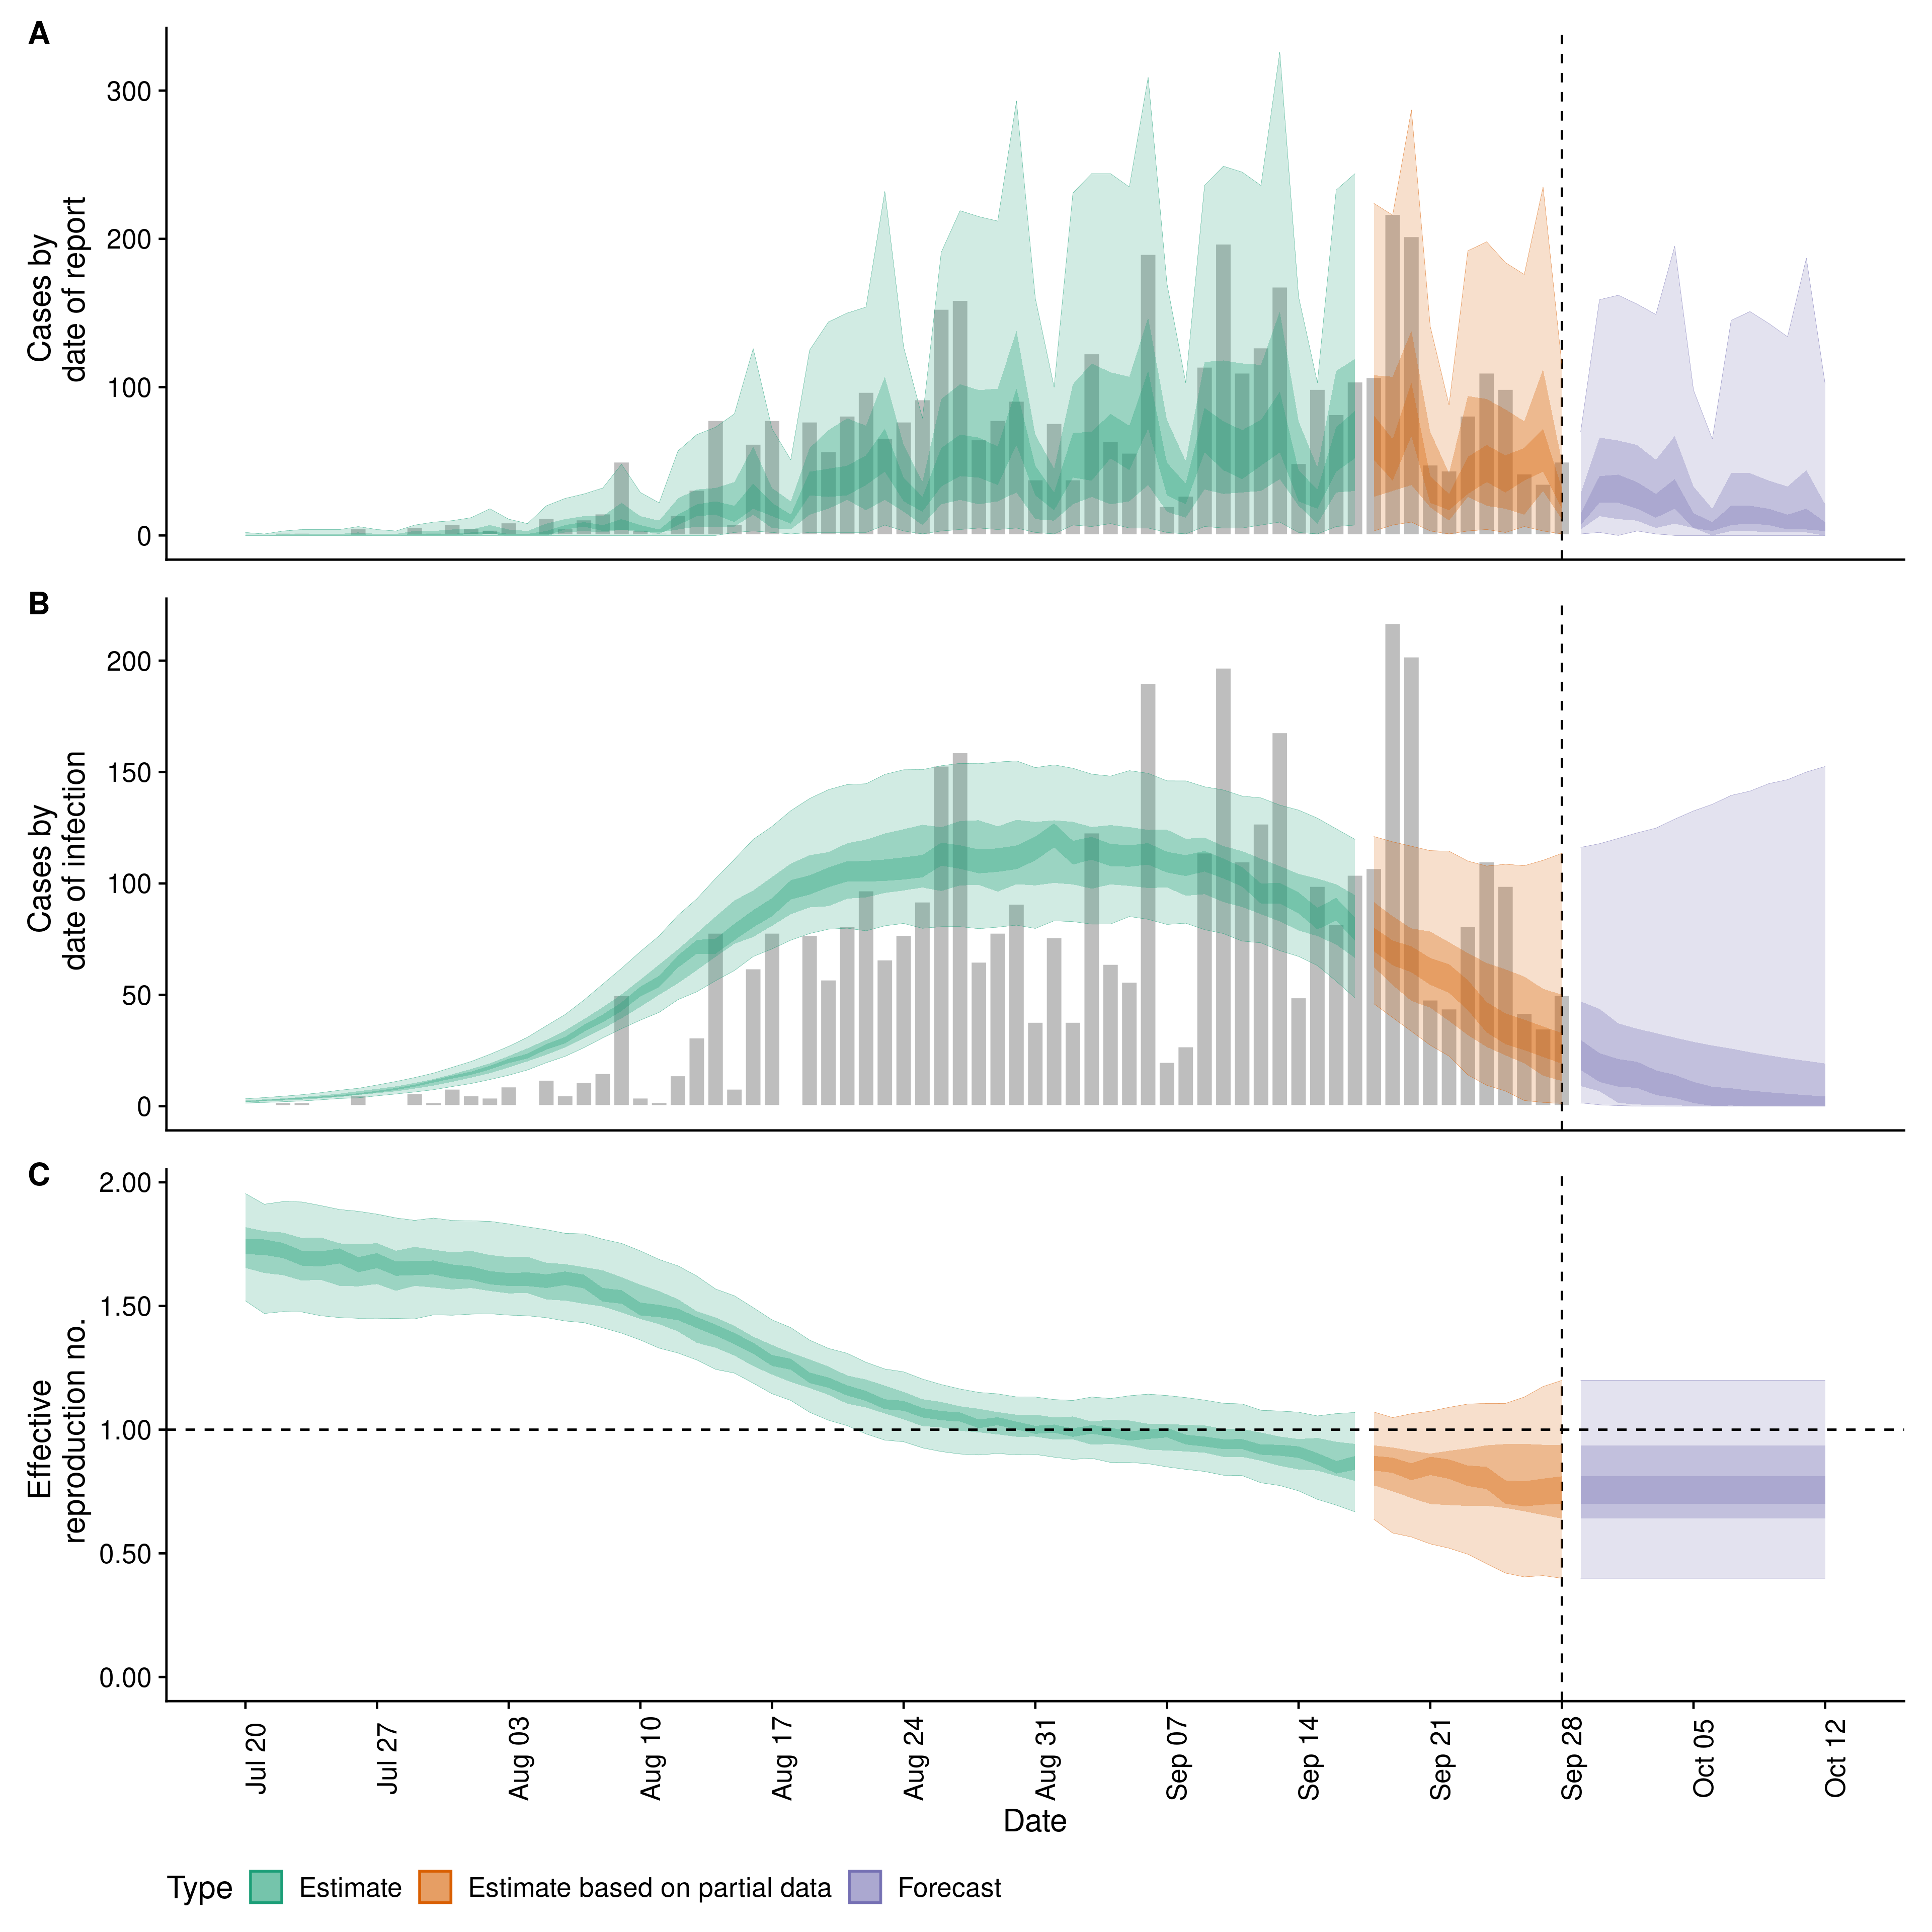 A
Cases by
date of report
300
200
100
0
B
Cases by
date of infection
200
150
100
50
0
C
Effective
reproduction no.
2.00
1.50
1.00
0.50
0.00
Jul 20
Jul 27
Aug 03
Aug 10
Aug 17
Aug 24
Aug 31
Sep 07
Sep 14
Sep 21
Sep 28
Oct 05
Oct 12
Date
Type Estimate Estimate based on partial data Forecast